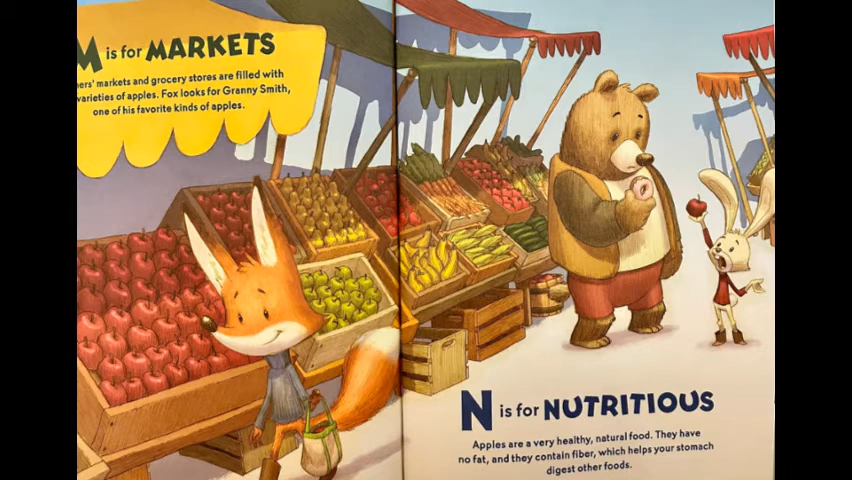 M is for MARKETS
ners' markets and grocery stores are filled with
varieties of apples. Fox looks for Granny Smith,
one of his favorite kinds of apples.
N is for NUTRITIOUS
Apples are a very healthy, natural food. They have
no fat, and they contain fiber, which helps your stomach
digest other foods.